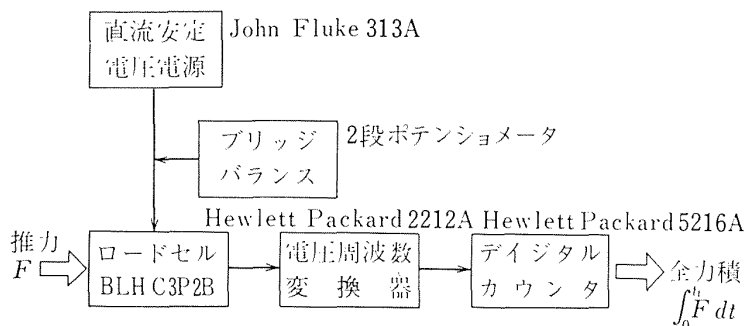 直流安定 John Fluke 313A
電圧電源
ブリッジ 2段ポテンショメータ
バランス
Hewlett Packard 2212A Hewlett Packard 5216A
推力
F
ロードセル
BLH C3P2B
電圧周波数
変換器
デイジタル
カウンタ
全力積
∫₀^{t₁} F dt